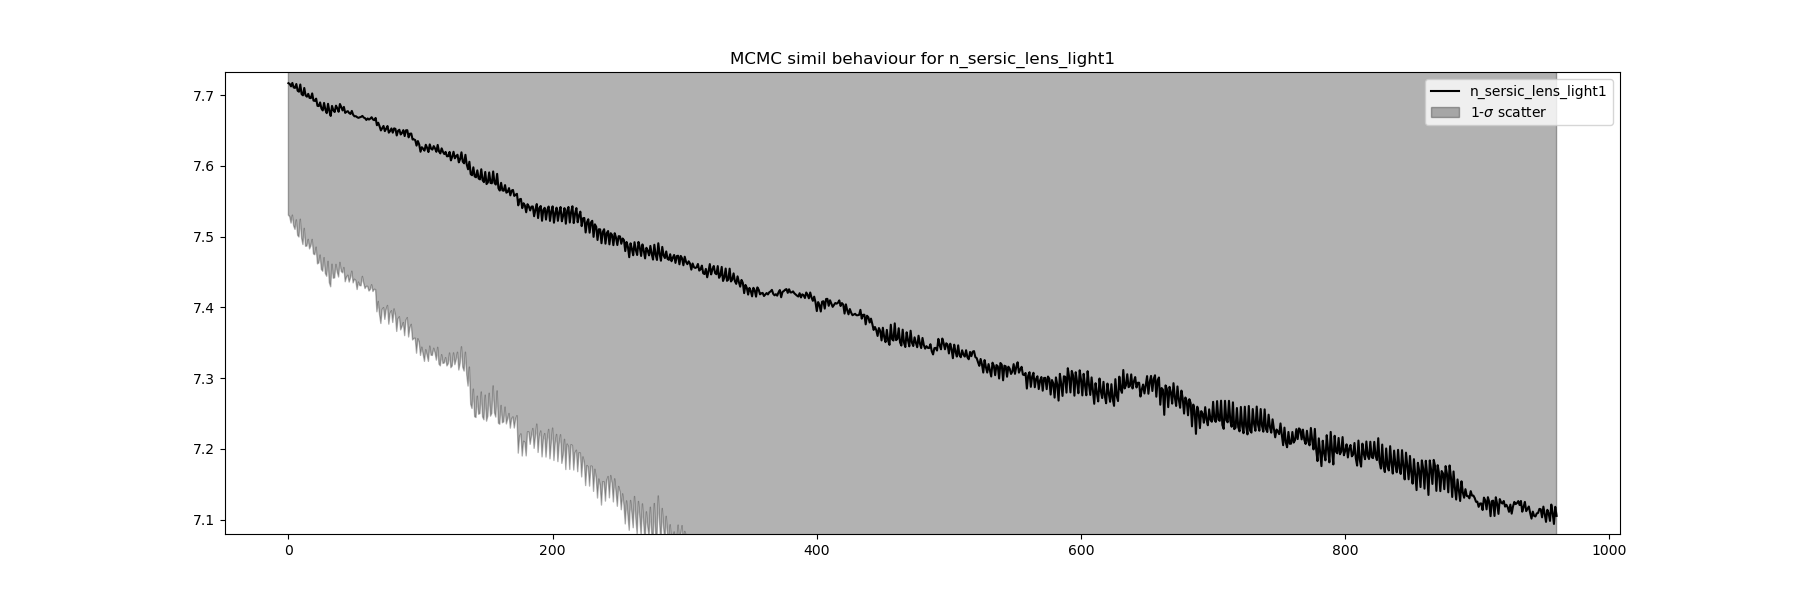 MCMC simil behaviour for n_sersic_lens_light1
n_sersic_lens_light1
1-σ scatter
7.7
7.6
7.5
7.4
7.3
7.2
7.1
0 200 400 600 800 1000